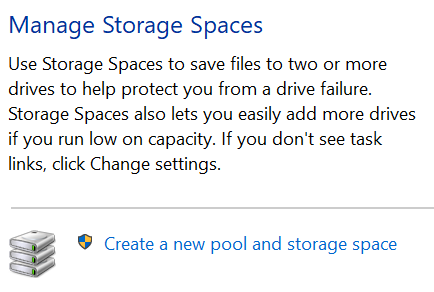 Manage Storage Spaces
Use Storage Spaces to save files to two or more
drives to help protect you from a drive failure.
Storage Spaces also lets you easily add more drives
if you run low on capacity. If you don't see task
links, click Change settings.
Create a new pool and storage space